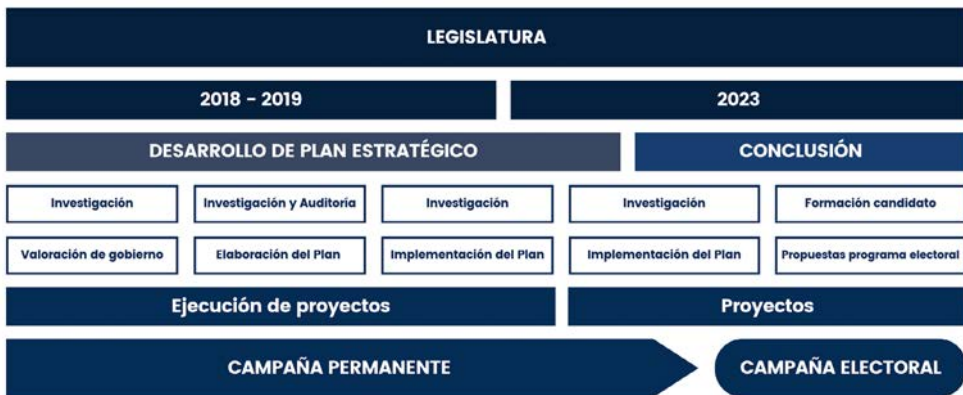 LEGISLATURA
2018 - 2019
2023
DESARROLLO DE PLAN ESTRATÉGICO
CONCLUSIÓN
Investigación
Investigación y Auditoría
Investigación
Investigación
Formación candidato
Valoración de gobierno
Elaboración del Plan
Implementación del Plan
Implementación del Plan
Propuestas programa electoral
Ejecución de proyectos
Proyectos
CAMPAÑA PERMANENTE
CAMPAÑA ELECTORAL